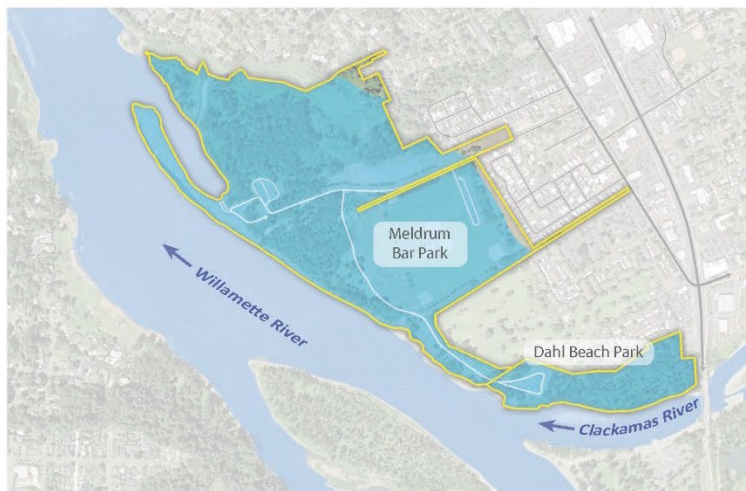 Meldrum
Bar Park
Willamette River
Dahl Beach Park
Clackamas River